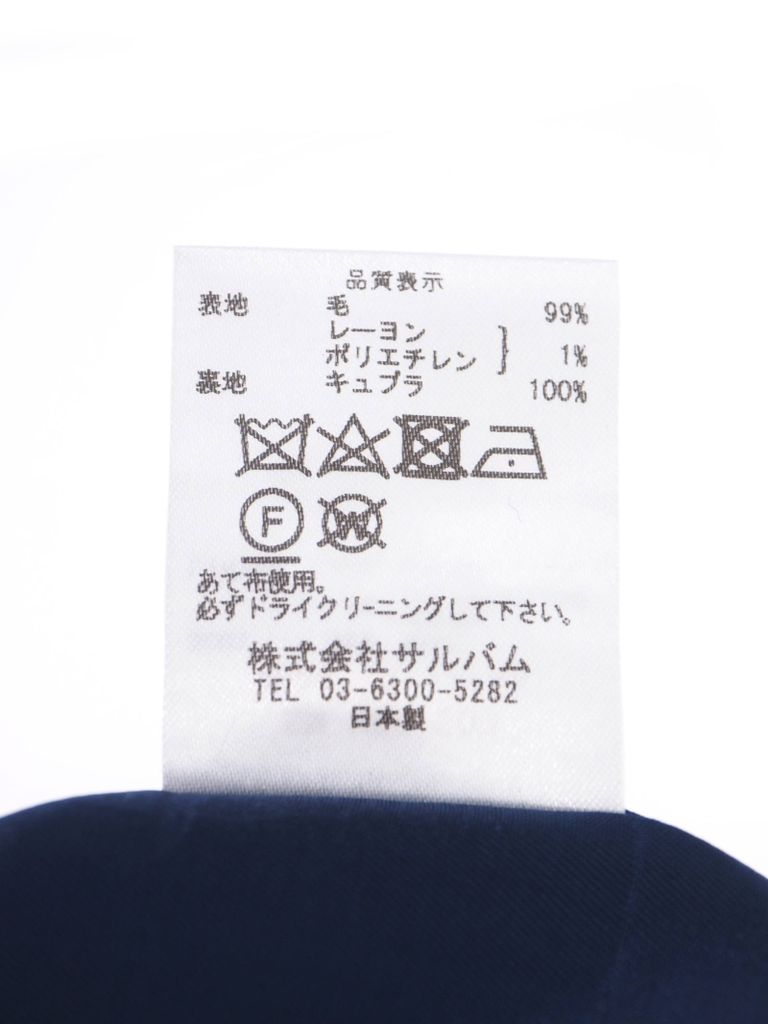 品質表示
表地 毛 99%
レーヨン
ポリエチレン } 1%
裏地 キュプラ 100%
F W
あて布使用。
必ずドライクリーニングして下さい。
株式会社サルバム
TEL 03-6300-5282
日本製